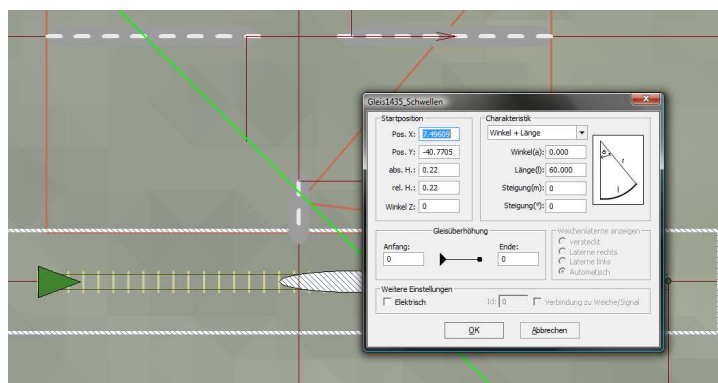 Gleis1435_Schwellen
Startposition
Pos. X: 7.49609
Pos. Y: -40.7705
abs. H.: 0.22
rel. H.: 0.22
Winkel Z: 0
Charakteristik
Winkel + Länge
Winkel(a): 0.000
Länge(l): 60.000
Steigung(m): 0
Steigung(°): 0
a
r
l
Gleisüberhöhung
Anfang:
0
Ende:
0
Weichenlaterne anzeigen
versteckt
Laterne rechts
Laterne links
Automatisch
Weitere Einstellungen
Elektrisch
Id: 0
Verbindung zu Weiche/Signal
OK
Abbrechen